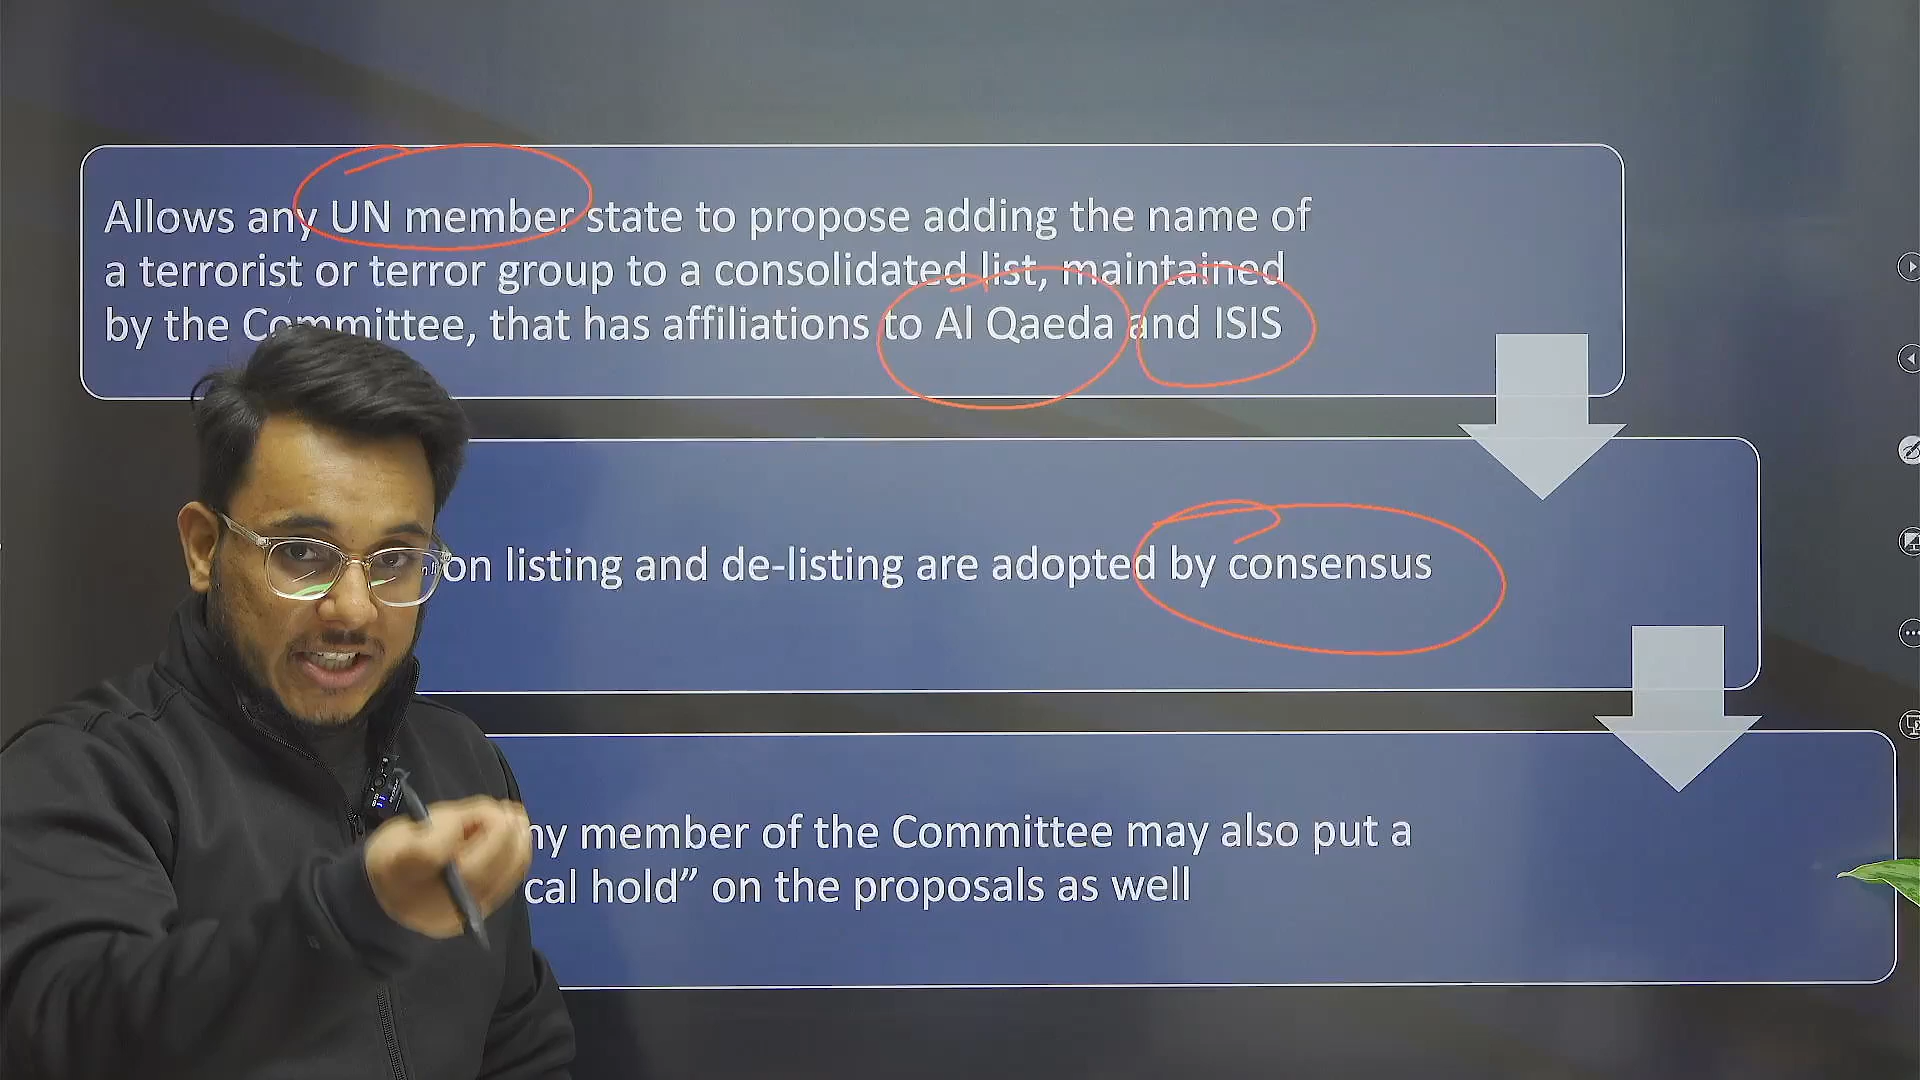 Allows any UN member state to propose adding the name of
a terrorist or terror group to a consolidated list, maintained
by the Committee, that has affiliations to Al Qaeda and ISIS
on listing and de-listing are adopted by consensus
member of the Committee may also put a
hold” on the proposals as well